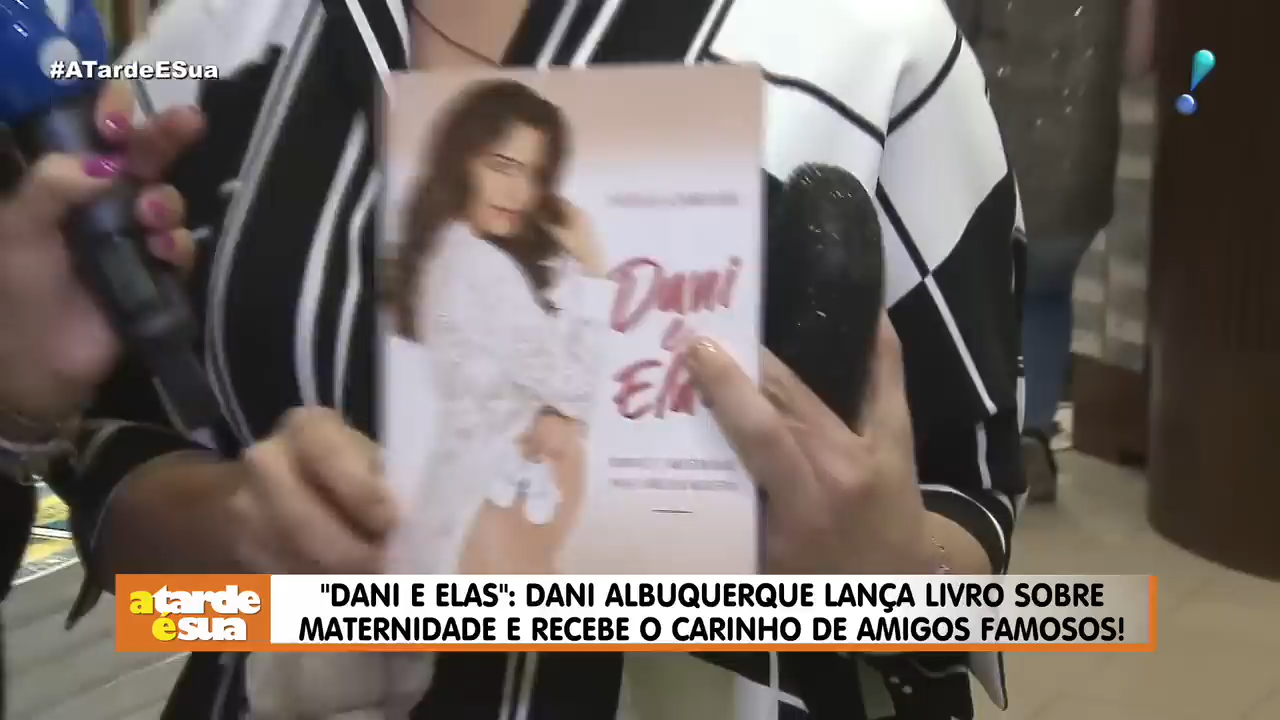 #ATardeESua
Dani
e
Elas
a tarde
é sua
"DANI E ELAS": DANI ALBUQUERQUE LANÇA LIVRO SOBRE
MATERNIDADE E RECEBE O CARINHO DE AMIGOS FAMOSOS!